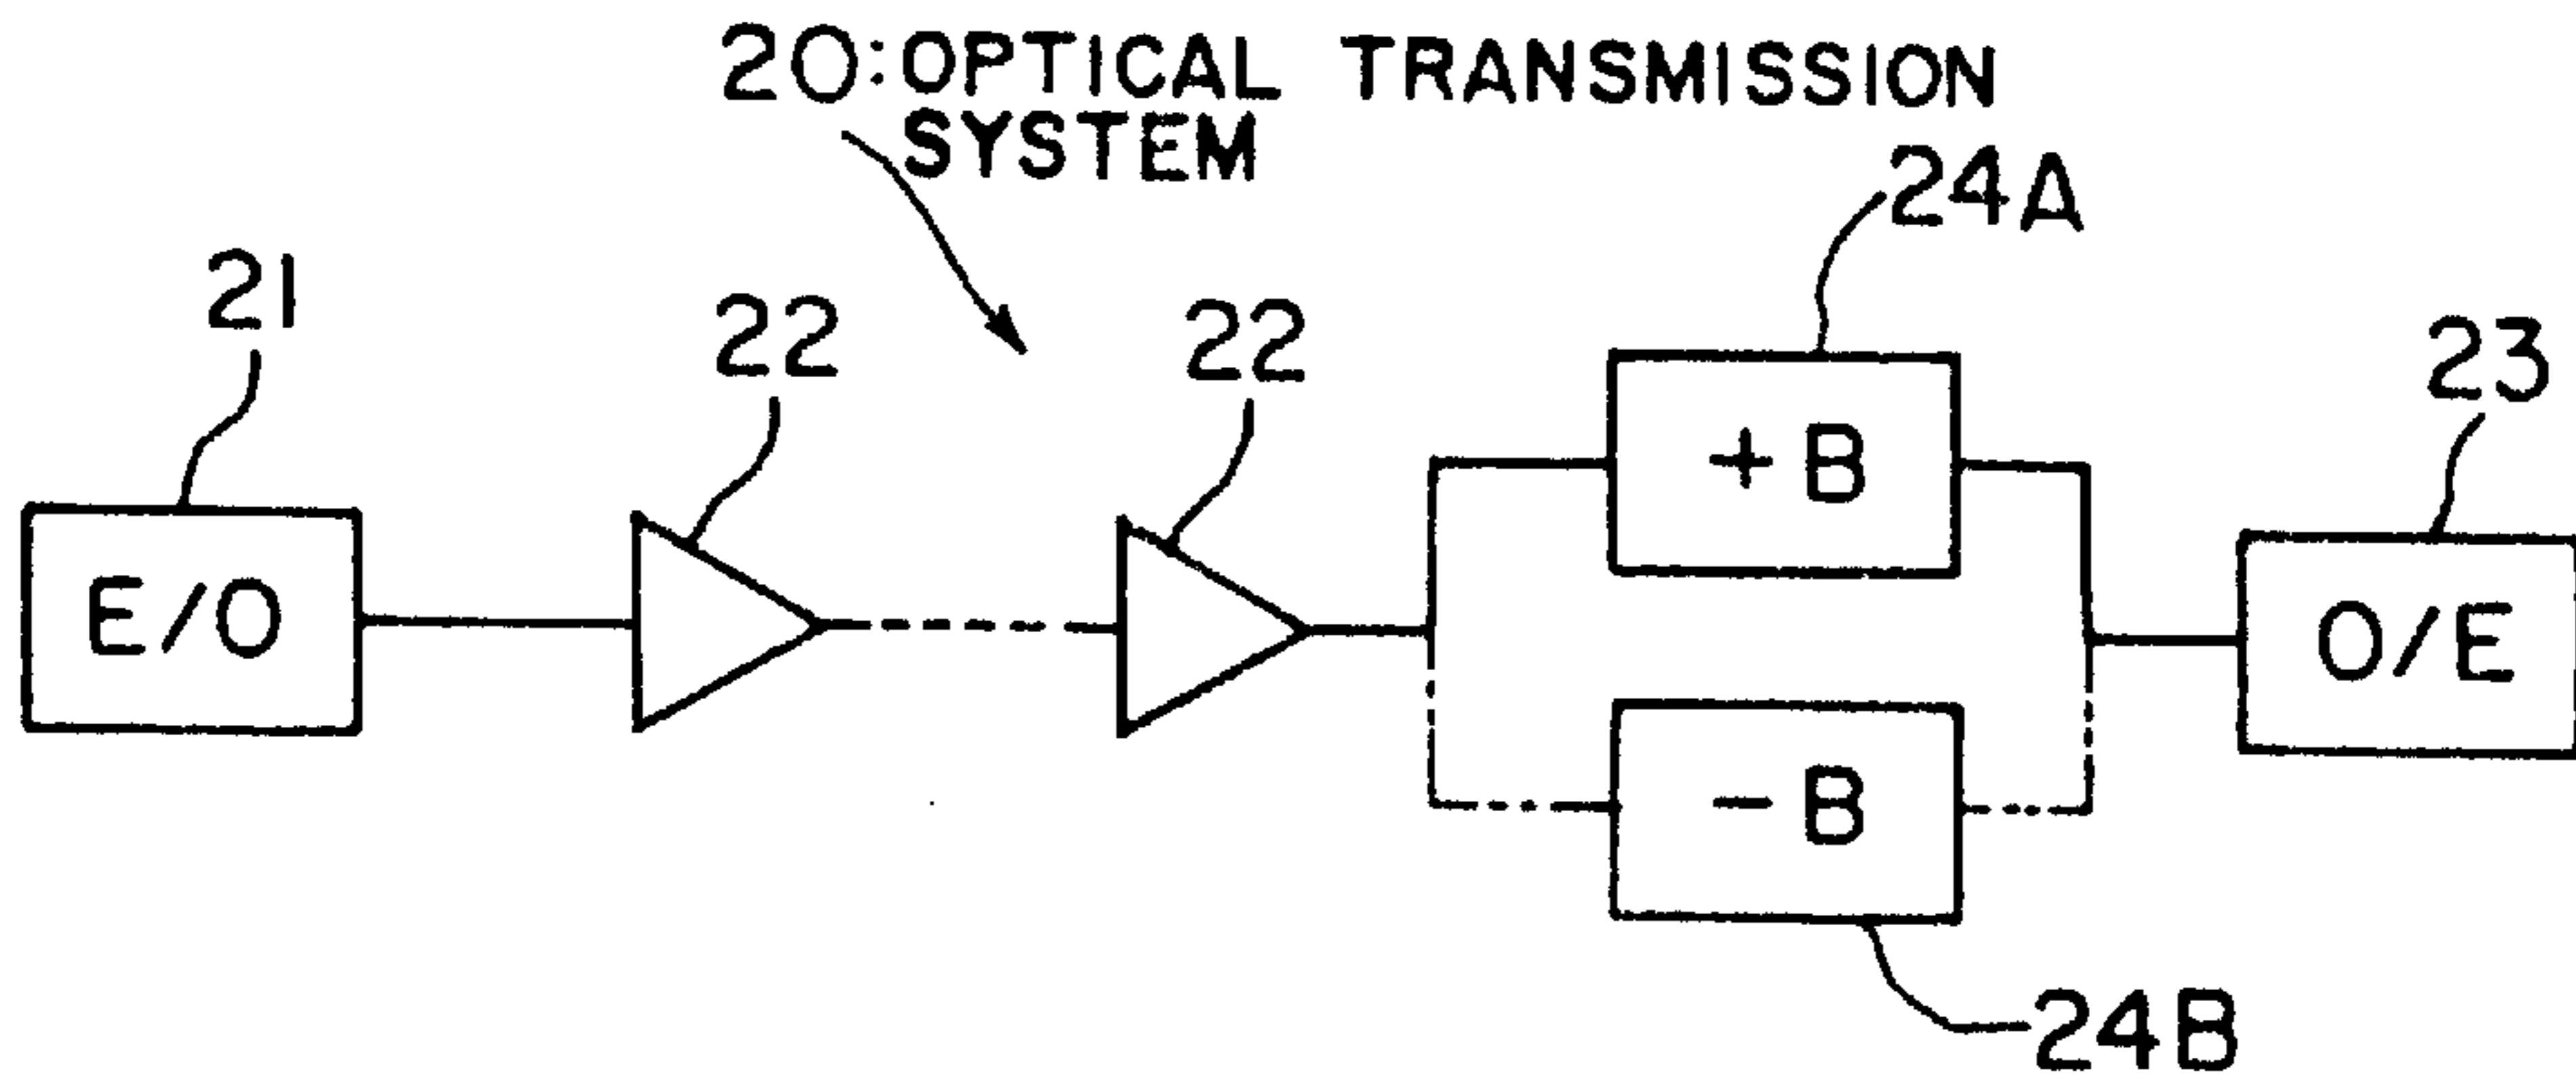 20: OPTICAL TRANSMISSION
SYSTEM
24A
21
22
22
23
+B
E/O
O/E
-B
24B